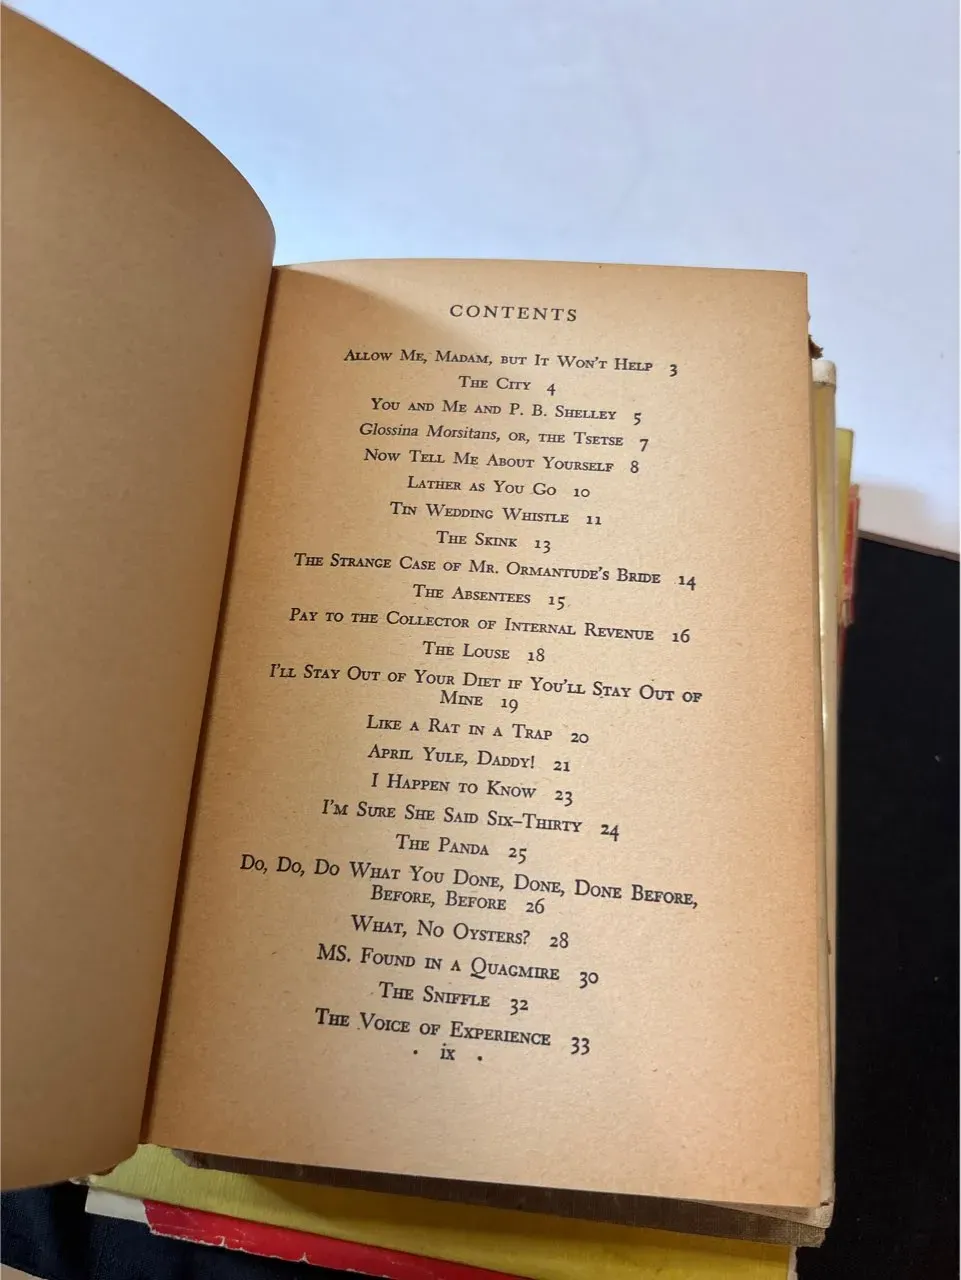 CONTENTS
Allow Me, Madam, but It Won't Help 3
The City 4
You and Me and P. B. Shelley 5
Glossina Morsitans, or, the Tsetse 7
Now Tell Me About Yourself 8
Lather as You Go 10
Tin Wedding Whistle 11
The Skink 13
The Strange Case of Mr. Ormantude's Bride 14
The Absentees 15
Pay to the Collector of Internal Revenue 16
The Louse 18
I'll Stay Out of Your Diet if You'll Stay Out of
Mine 19
Like a Rat in a Trap 20
April Yule, Daddy! 21
I Happen to Know 23
I'm Sure She Said Six–Thirty 24
The Panda 25
Do, Do, Do What You Done, Done, Done Before,
Before, Before 26
What, No Oysters? 28
MS. Found in a Quagmire 30
The Sniffle 32
The Voice of Experience 33
· ix ·